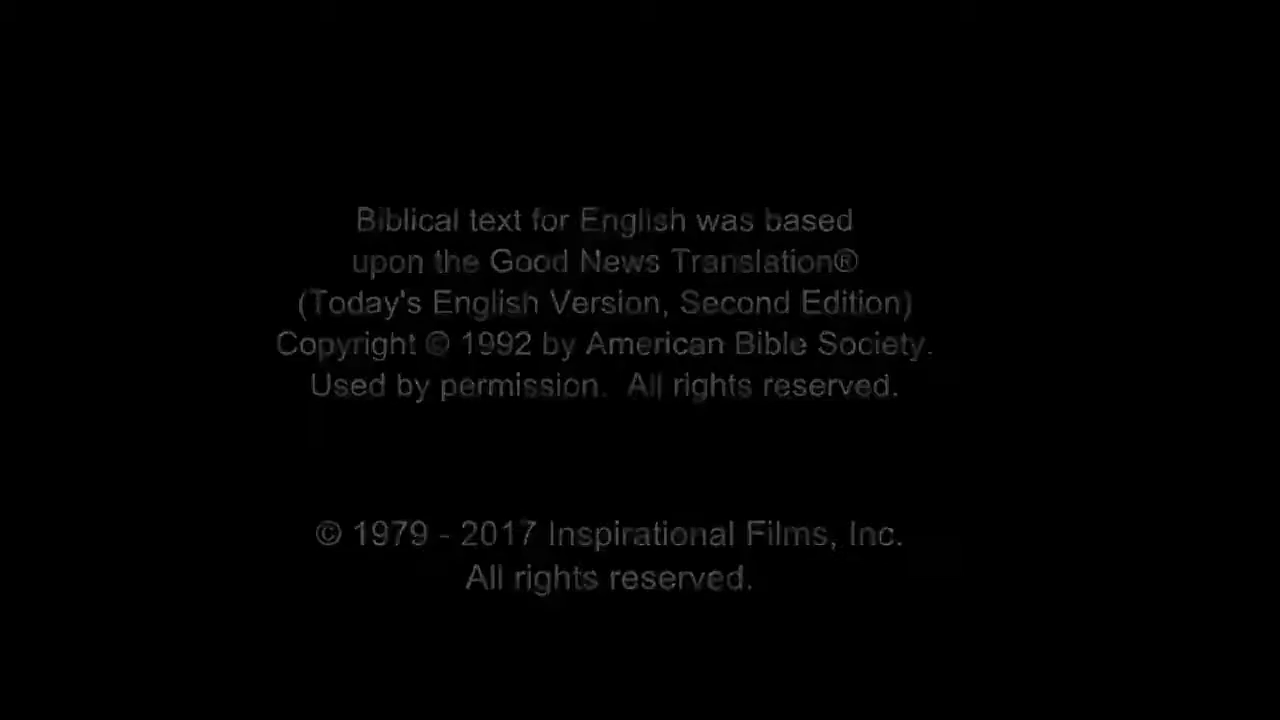 Biblical text for English was based
upon the Good News Translation®
(Today's English Version, Second Edition)
Copyright © 1992 by American Bible Society.
Used by permission.  All rights reserved.
© 1979 - 2017 Inspirational Films, Inc.
All rights reserved.